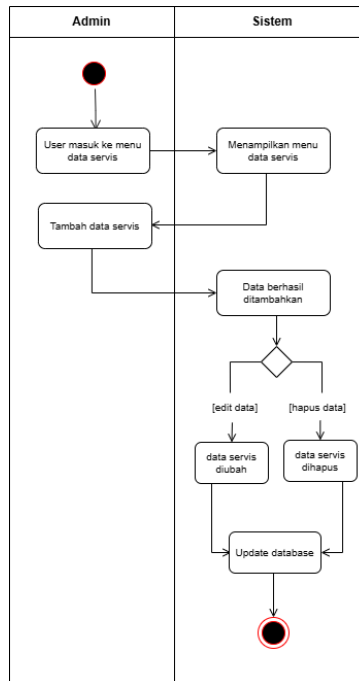 Admin
Sistem
User masuk ke menu
data servis
Menampilkan menu
data servis
Tambah data servis
Data berhasil
ditambahkan
[edit data]
[hapus data]
data servis
diubah
data servis
dihapus
Update database